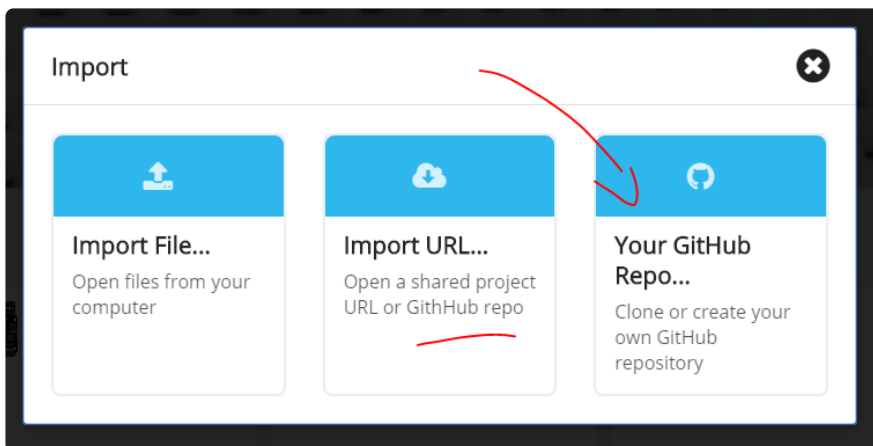 Import
Import File...
Open files from your
computer
Import URL...
Open a shared project
URL or GithHub repo
Your GitHub
Repo...
Clone or create your
own GitHub
repository